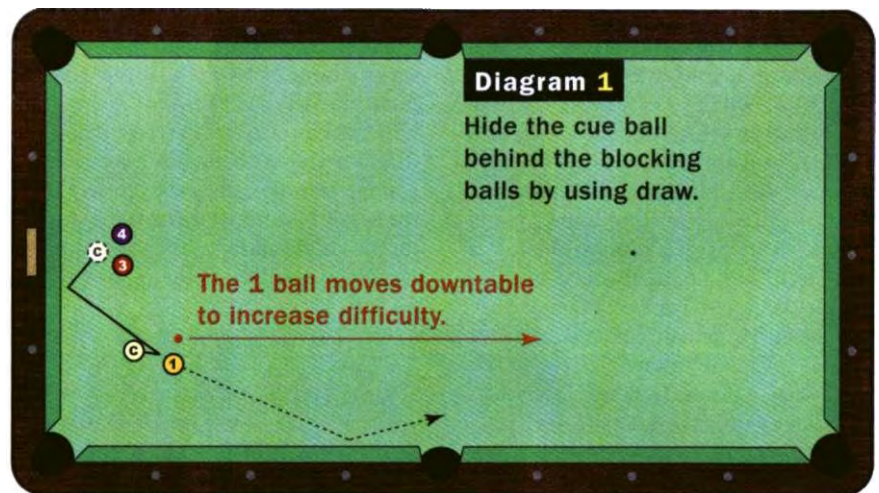 Diagram 1
Hide the cue ball
behind the blocking
balls by using draw.
4
C
3
The 1 ball moves downtable
to increase difficulty.
C
1